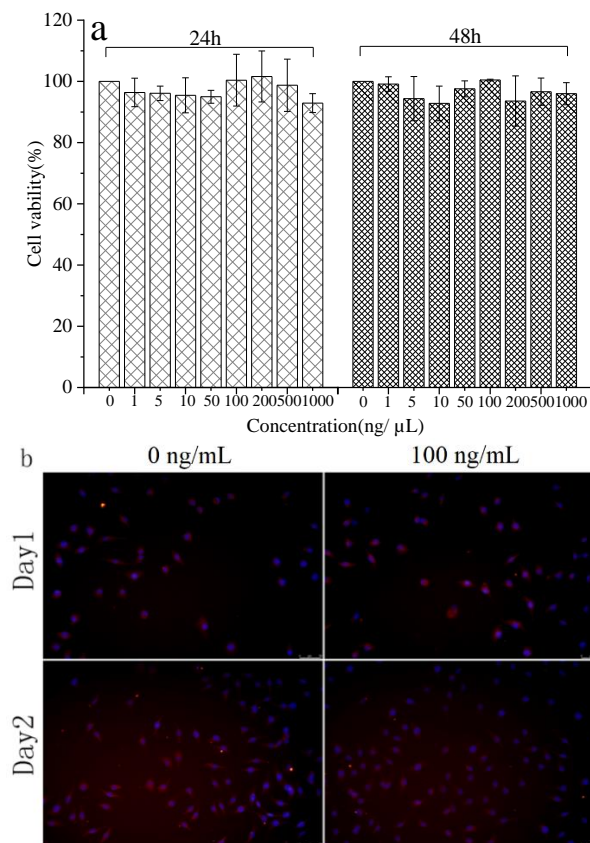 a
24h
48h
120
100
80
60
40
20
0
Cell vability(%)
0 1 5 10 50 100 200 500 1000 0 1 5 10 50 100 200 500 1000
Concentration(ng/ µL)
b
0 ng/mL
100 ng/mL
Day1
Day2